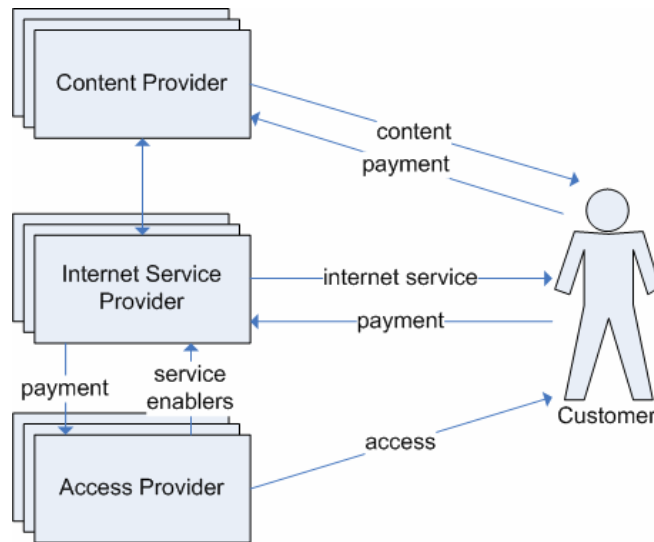 Content Provider
content
payment
Internet Service
Provider
internet service
payment
payment
service
enablers
Customer
access
Access Provider